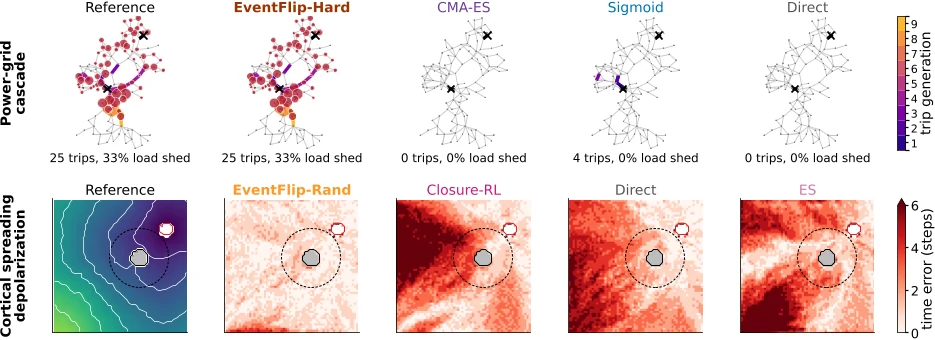 Reference
EventFlip-Hard
CMA-ES
Sigmoid
Direct
Power-grid
cascade
9
8
7
6
5
4
3
2
1
trip generation
25 trips, 33% load shed
25 trips, 33% load shed
0 trips, 0% load shed
4 trips, 0% load shed
0 trips, 0% load shed
Reference
EventFlip-Rand
Closure-RL
Direct
ES
Cortical spreading
depolarization
6
4
2
0
time error (steps)